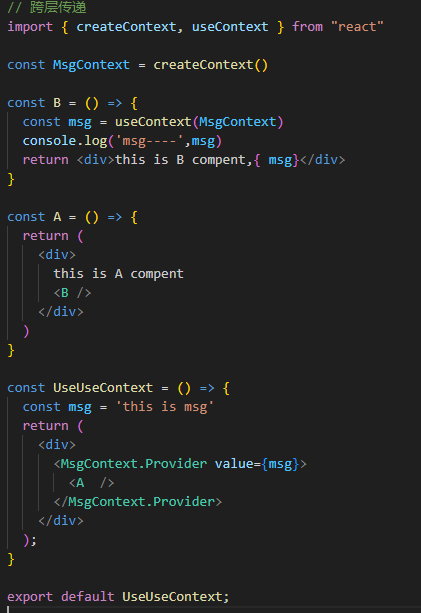 // 跨层传递
import { createContext, useContext } from "react"
const MsgContext = createContext()
const B = () => {
const msg = useContext(MsgContext)
console.log('msg----',msg)
return <div>this is B compent,{ msg}</div>
}
const A = () => {
return (
<div>
this is A compent
<B />
</div>
)
}
const UseUseContext = () => {
const msg = 'this is msg'
return (
<div>
<MsgContext.Provider value={msg}>
<A  />
</MsgContext.Provider>
</div>
);
}
export default UseUseContext;